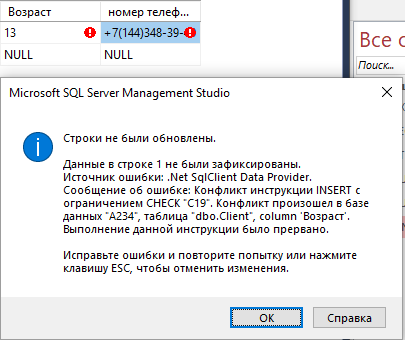 Возраст номер телеф...
13 +7(144)348-39-
NULL NULL
Все о
Поиск...
Microsoft SQL Server Management Studio
Строки не были обновлены.
Данные в строке 1 не были зафиксированы.
Источник ошибки: .Net SqlClient Data Provider.
Сообщение об ошибке: Конфликт инструкции INSERT с
ограничением CHECK "C19". Конфликт произошел в базе
данных "A234", таблица "dbo.Client", column 'Возраст'.
Выполнение данной инструкции было прервано.
Исправьте ошибки и повторите попытку или нажмите
клавишу ESC, чтобы отменить изменения.
OK Справка